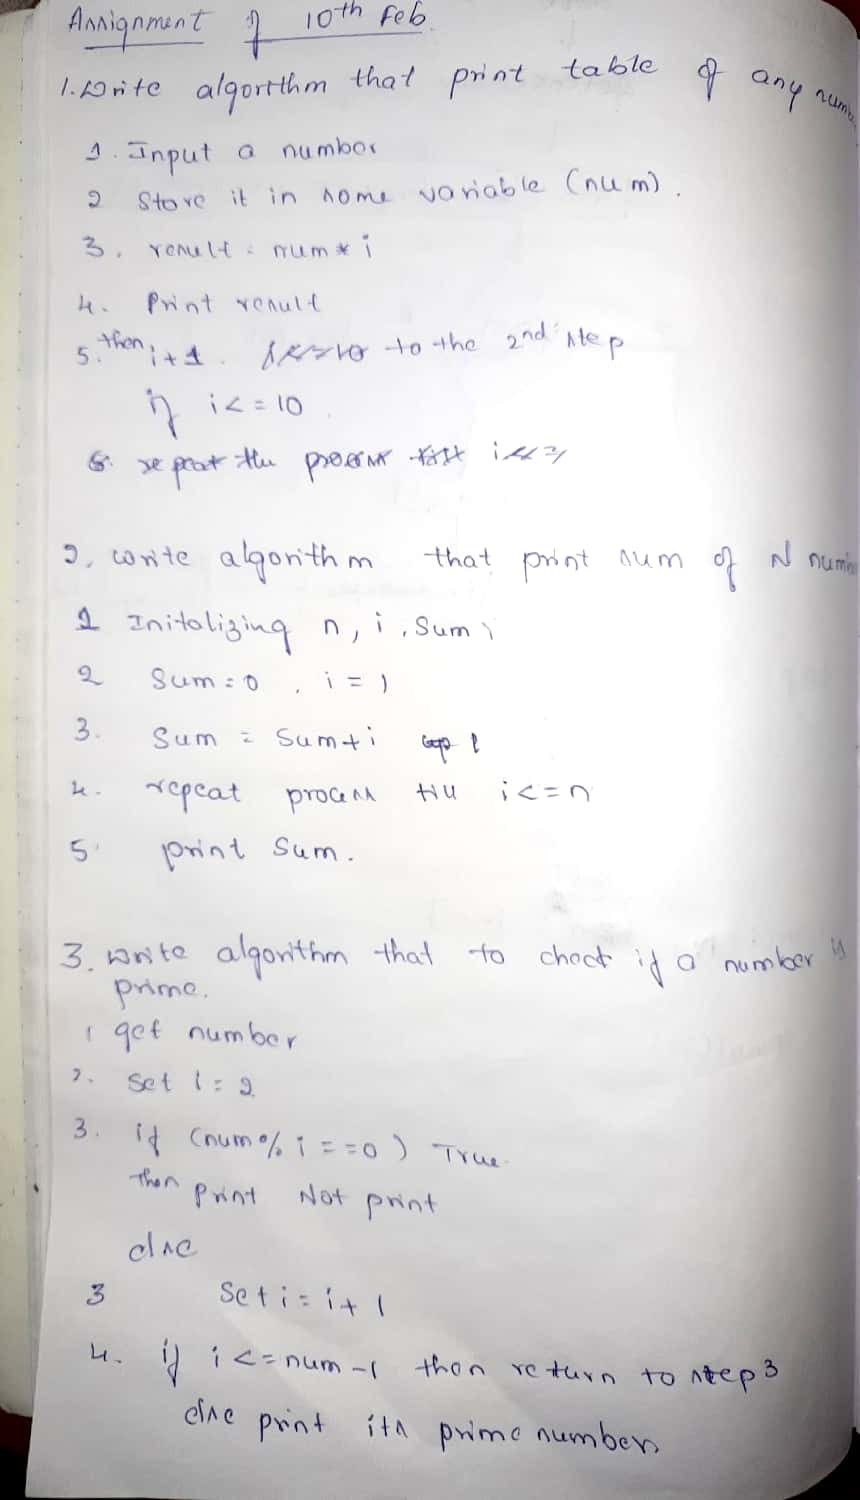 Assignment of 10th Feb.
1. Write algorithm that print table of any
1. Input a number
2 Store it in some variable (num).
3. result = num * i
4. Print result
5. then i + 1. to the 2nd step
if i <= 10.
6. repeat the process
2. write algorithm that print sum of N
1 Initalizing n, i, Sum;
2 Sum = 0, i = 1
3. Sum = Sum + i
4. repeat process till i <= n
5. print Sum.
3. write algorithm that to check if a number is
prime.
1 get number
2. set i = 2
3. if (num % i == 0) True.
Then print Not print
else
3 Set i = i + 1
4. if i <= num - 1 then return to step 3
else print its prime number